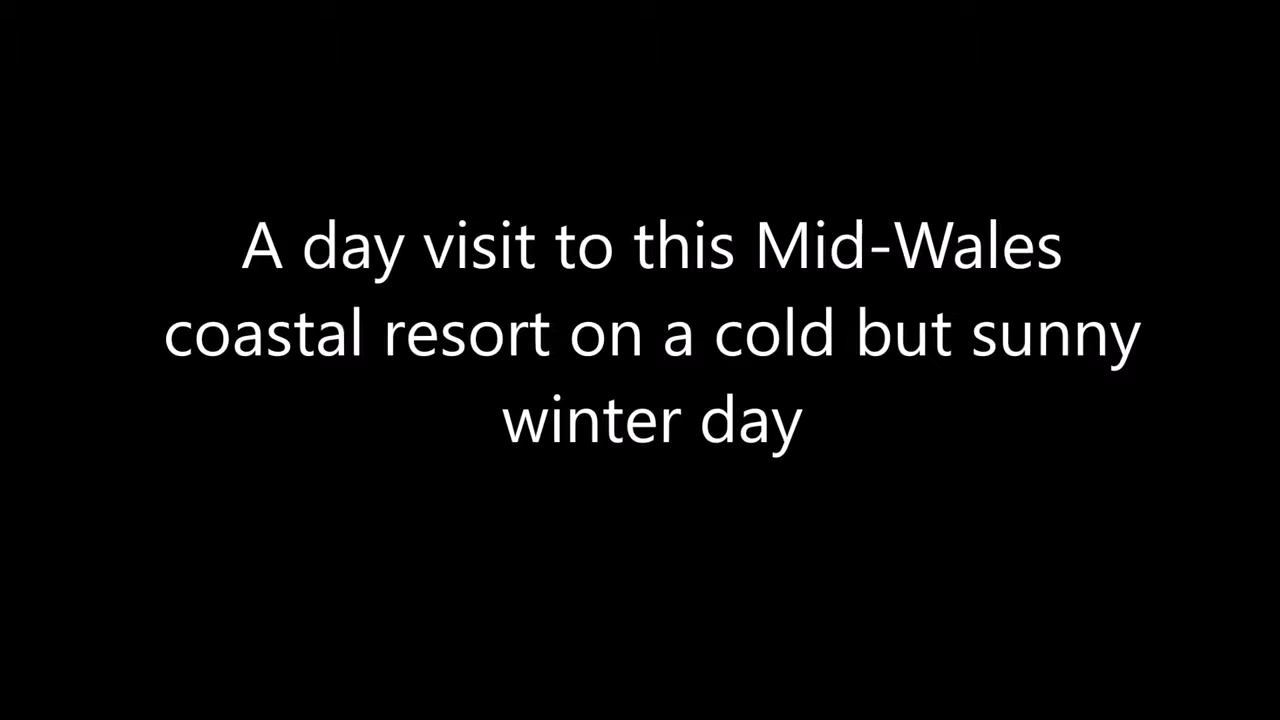 A day visit to this Mid-Wales
coastal resort on a cold but sunny
winter day